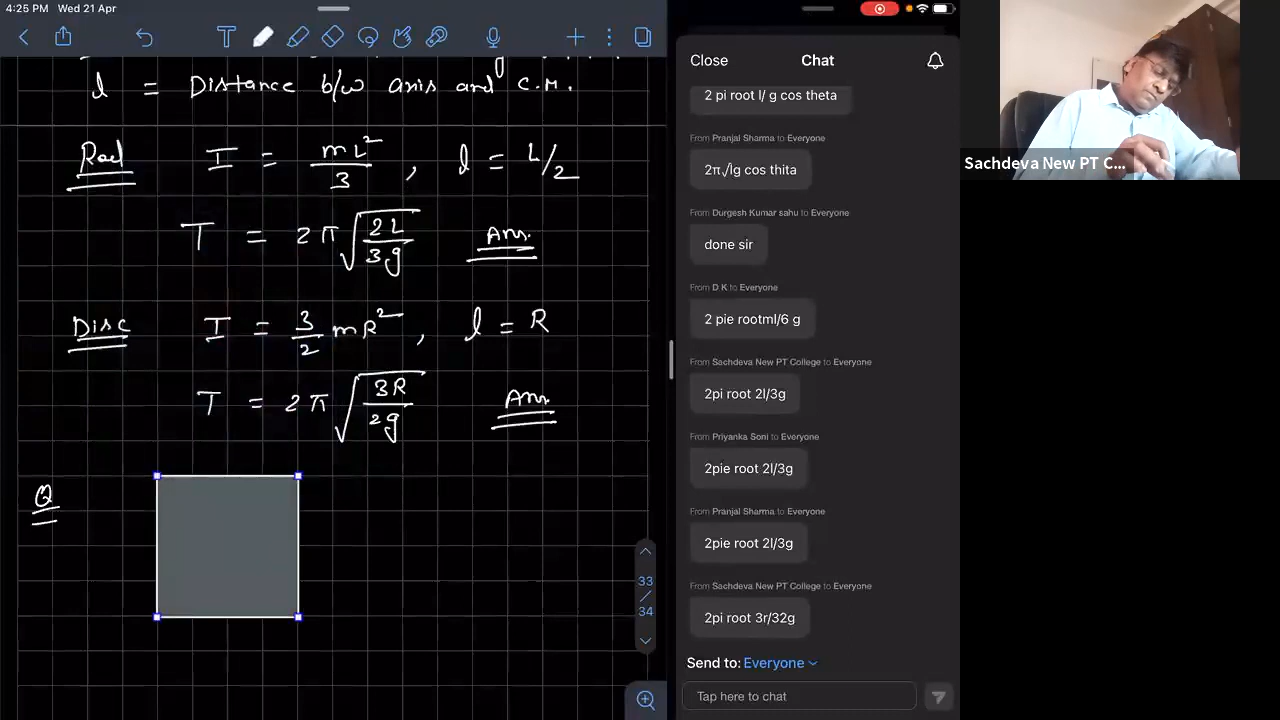 4:25 PM Wed 21 Apr
l = Distance b/w axis and C.M.
Rod I = mL²/3 , l = L/2
T = 2π√(2L/3g) Ans.
Disc I = 3/2 mR² , l = R
T = 2π√(3R/2g) Ans
Q
33
/
34
Close Chat
2 pi root l/ g cos theta
From Pranjal Sharma to Everyone
2π√lg cos thita
From Durgesh Kumar sahu to Everyone
done sir
From D K to Everyone
2 pie rootml/6 g
From Sachdeva New PT College to Everyone
2pi root 2l/3g
From Priyanka Soni to Everyone
2pie root 2l/3g
From Pranjal Sharma to Everyone
2pie root 2l/3g
From Sachdeva New PT College to Everyone
2pi root 3r/32g
Send to: Everyone
Tap here to chat
Sachdeva New PT C...